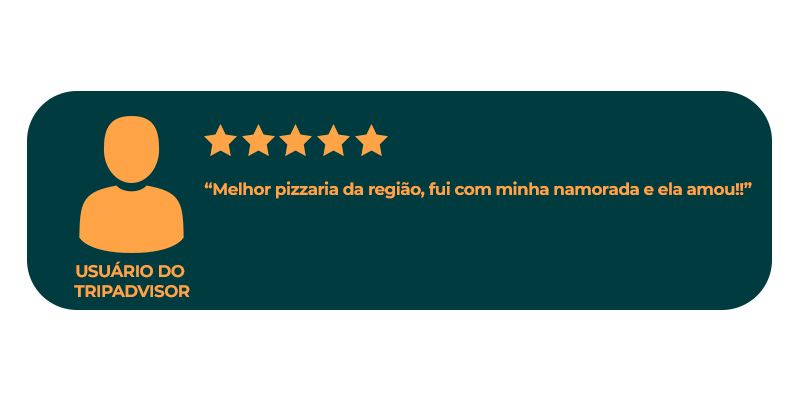 “Melhor pizzaria da região, fui com minha namorada e ela amou!!”
USUÁRIO DO
TRIPADVISOR